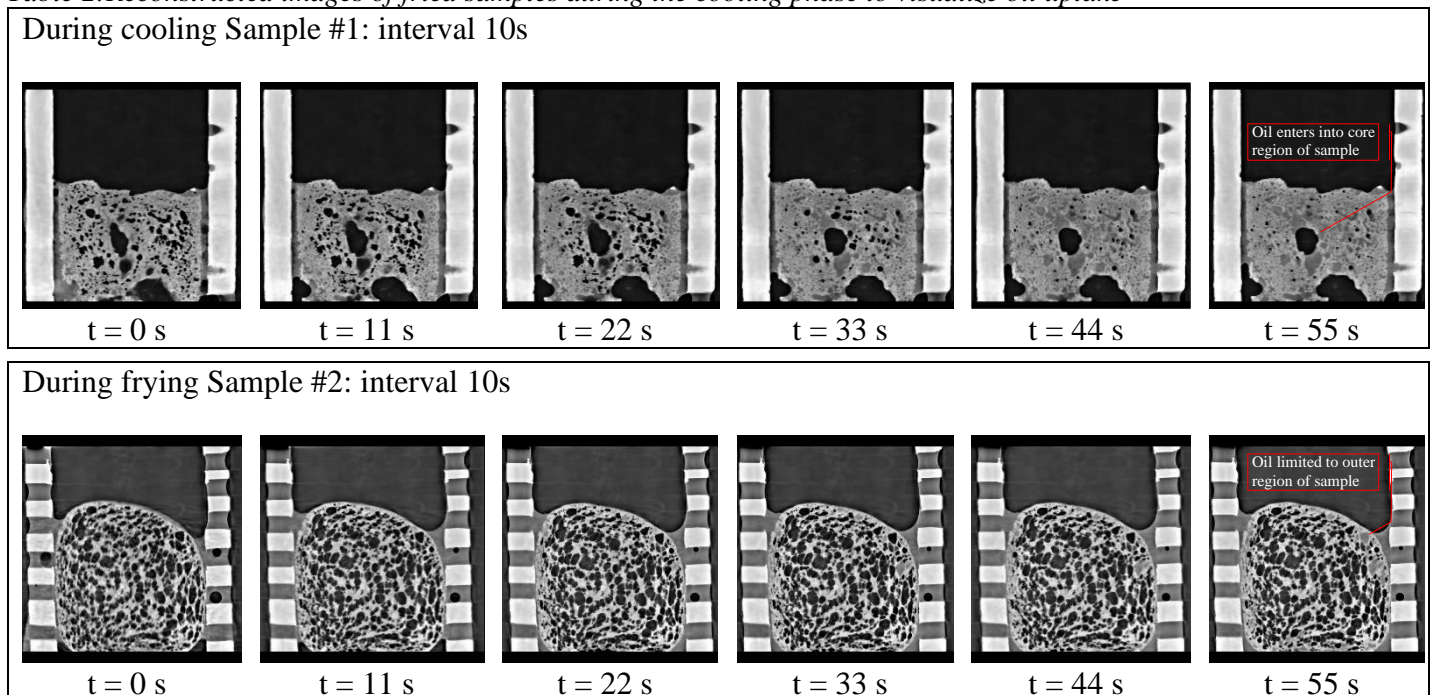 Table 2.Reconstructed images of fried samples during the cooling phase to visualize oil uptake
During cooling Sample #1: interval 10s
Oil enters into core
region of sample
t = 0 s t = 11 s t = 22 s t = 33 s t = 44 s t = 55 s
During frying Sample #2: interval 10s
Oil limited to outer
region of sample
t = 0 s t = 11 s t = 22 s t = 33 s t = 44 s t = 55 s